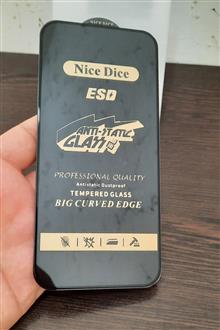 Nice Dice
ESD
ANTI-STATIC
GLASS
PROFESSIONAL QUALITY
Antistatic Dustproof
TEMPERED GLASS
BIG CURVED EDGE